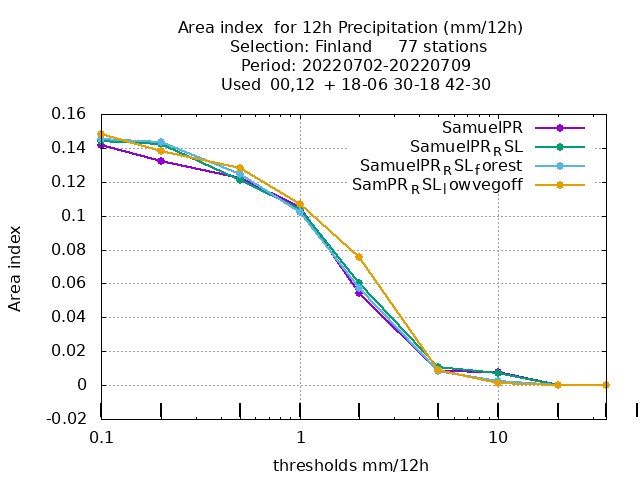 Area index  for 12h Precipitation (mm/12h)
Selection: Finland     77 stations
Period: 20220702-20220709
Used  00,12  + 18-06 30-18 42-30
SamuelPR
SamuelPR_RSL
SamuelPR_RSL_forest
SamPR_RSL_lowvegoff
0.16
0.14
0.12
0.1
0.08
0.06
0.04
0.02
0
-0.02
Area index
0.1
1
10
thresholds mm/12h